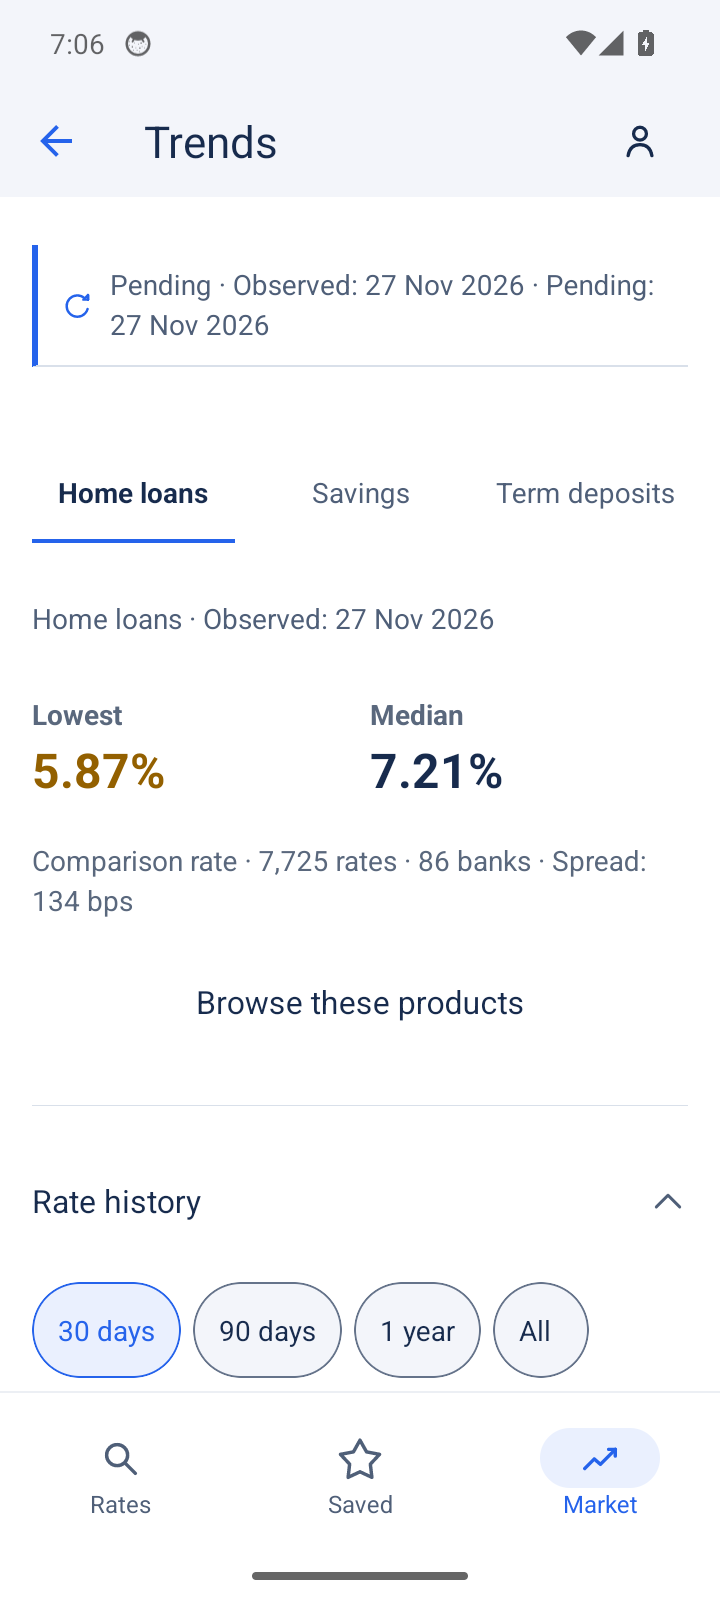 7:06
Trends
Pending · Observed: 27 Nov 2026 · Pending:
27 Nov 2026
Home loans
Savings
Term deposits
Home loans · Observed: 27 Nov 2026
Lowest
Median
5.87%
7.21%
Comparison rate · 7,725 rates · 86 banks · Spread:
134 bps
Browse these products
Rate history
30 days
90 days
1 year
All
Rates
Saved
Market